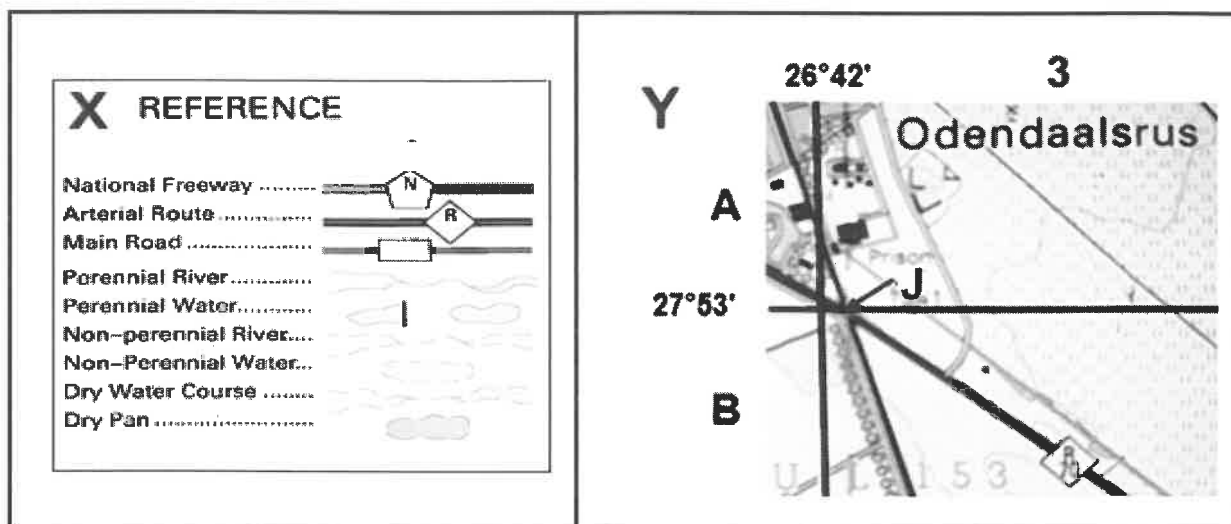 X REFERENCE
National Freeway ........
N
Arterial Route ............
R
Main Road ...............
Perennial River ..........
Perennial Water.........
Non-perennial River.....
Non-Perennial Water...
Dry Water Course .......
Dry Pan ......................
Y
26°42'
3
Odendaalsrus
A
Prison
J
27°53'
B
R
U L 153